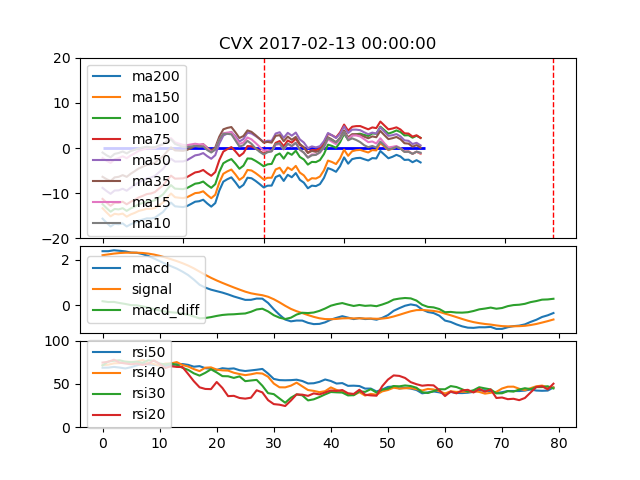 CVX 2017-02-13 00:00:00
20
10
0
−10
−20
ma200
ma150
ma100
ma75
ma50
ma35
ma15
ma10
2
0
macd
signal
macd_diff
100
50
0
rsi50
rsi40
rsi30
rsi20
0 10 20 30 40 50 60 70 80